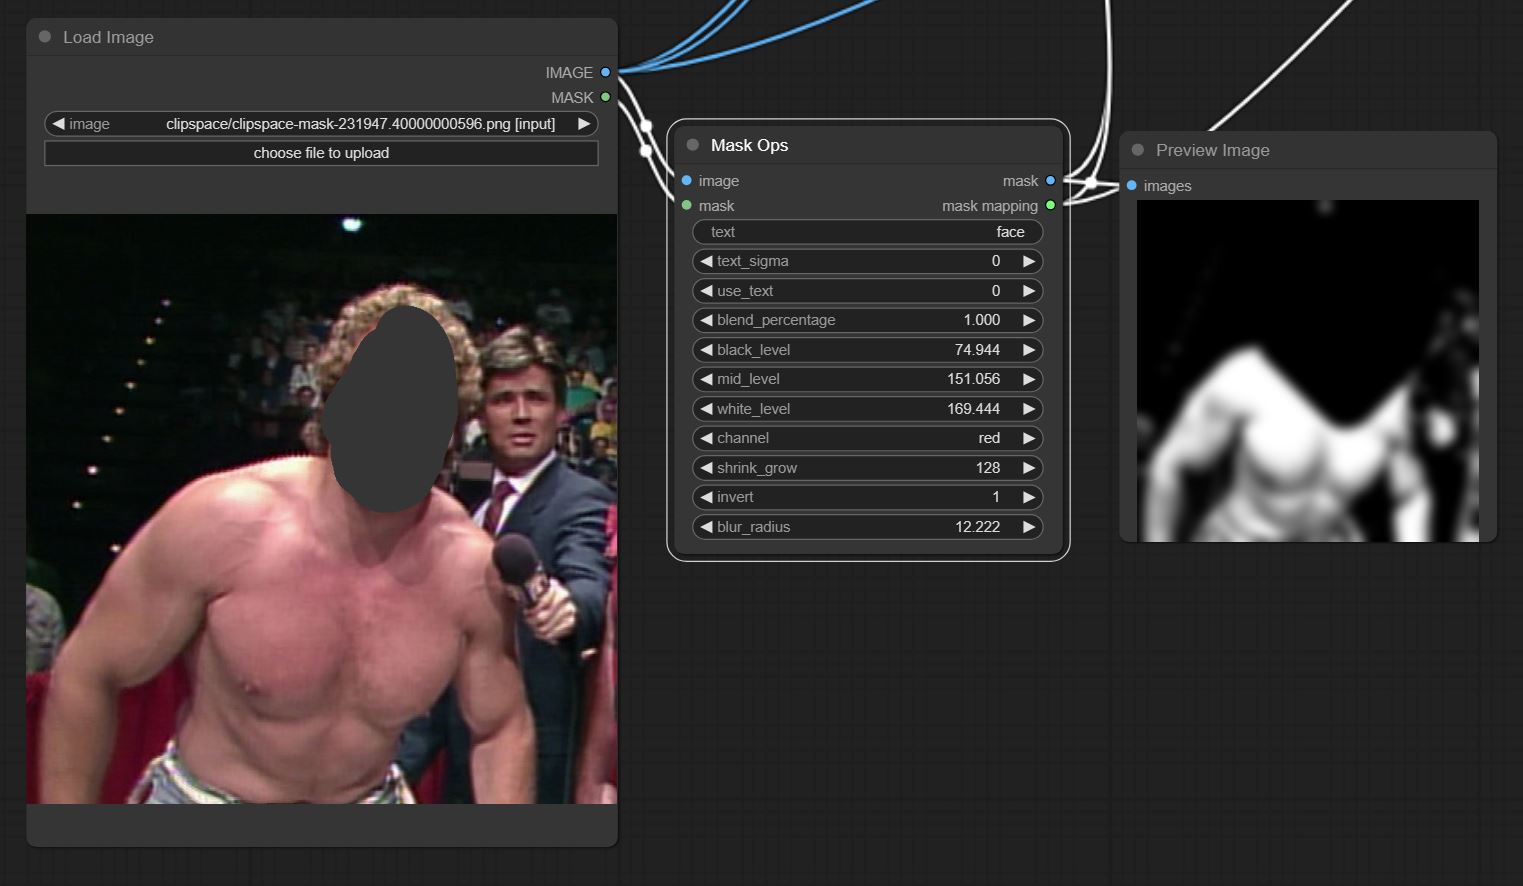 Load Image
IMAGE
MASK
image clipspace/clipspace-mask-231947.40000000596.png [input]
choose file to upload
Mask Ops
image mask
mask mask mapping
text face
text_sigma 0
use_text 0
blend_percentage 1.000
black_level 74.944
mid_level 151.056
white_level 169.444
channel red
shrink_grow 128
invert 1
blur_radius 12.222
Preview Image
images